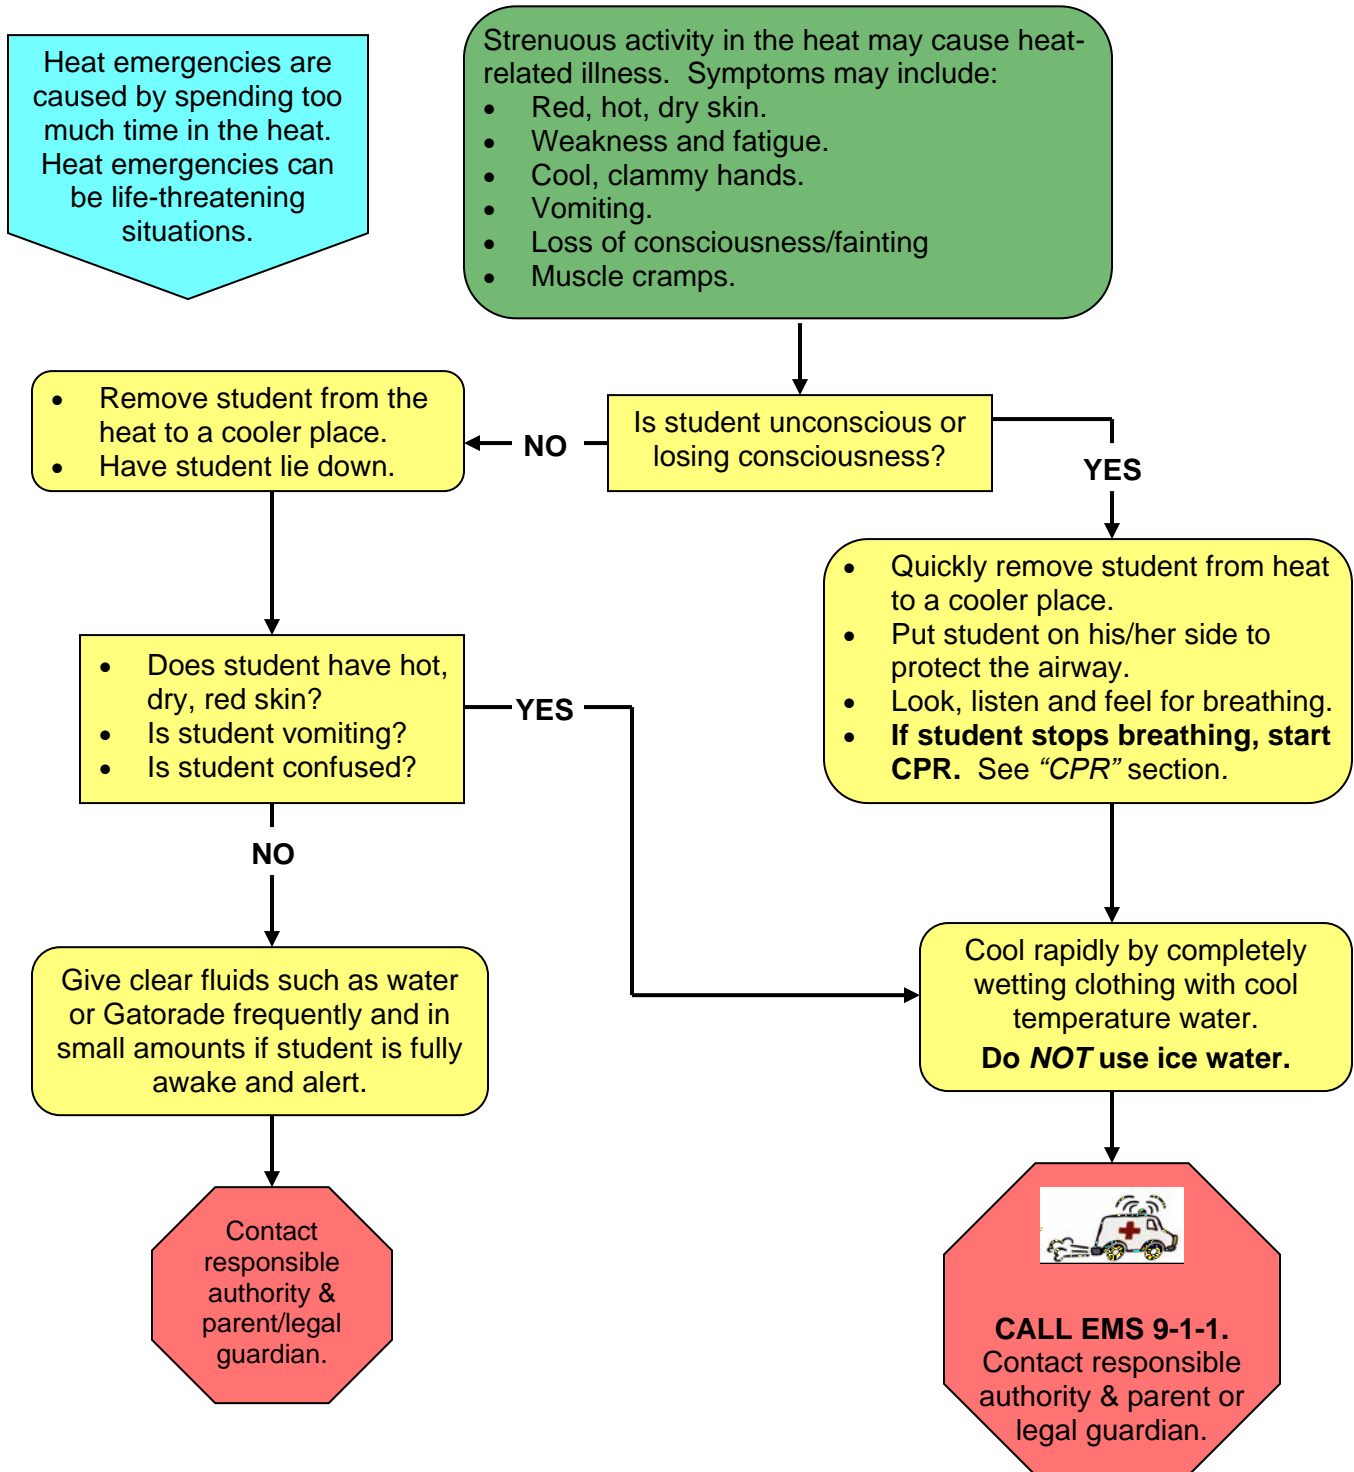 Heat emergencies are
caused by spending too
much time in the heat.
Heat emergencies can
be life-threatening
situations.
Strenuous activity in the heat may cause heat-
related illness.  Symptoms may include:
• Red, hot, dry skin.
• Weakness and fatigue.
• Cool, clammy hands.
• Vomiting.
• Loss of consciousness/fainting
• Muscle cramps.
• Remove student from the
heat to a cooler place.
• Have student lie down.
NO
Is student unconscious or
losing consciousness?
YES
• Quickly remove student from heat
to a cooler place.
• Put student on his/her side to
protect the airway.
• Look, listen and feel for breathing.
• If student stops breathing, start
CPR.  See “CPR” section.
• Does student have hot,
dry, red skin?
• Is student vomiting?
• Is student confused?
YES
NO
Give clear fluids such as water
or Gatorade frequently and in
small amounts if student is fully
awake and alert.
Cool rapidly by completely
wetting clothing with cool
temperature water.
Do NOT use ice water.
Contact
responsible
authority &
parent/legal
guardian.
CALL EMS 9-1-1.
Contact responsible
authority & parent or
legal guardian.